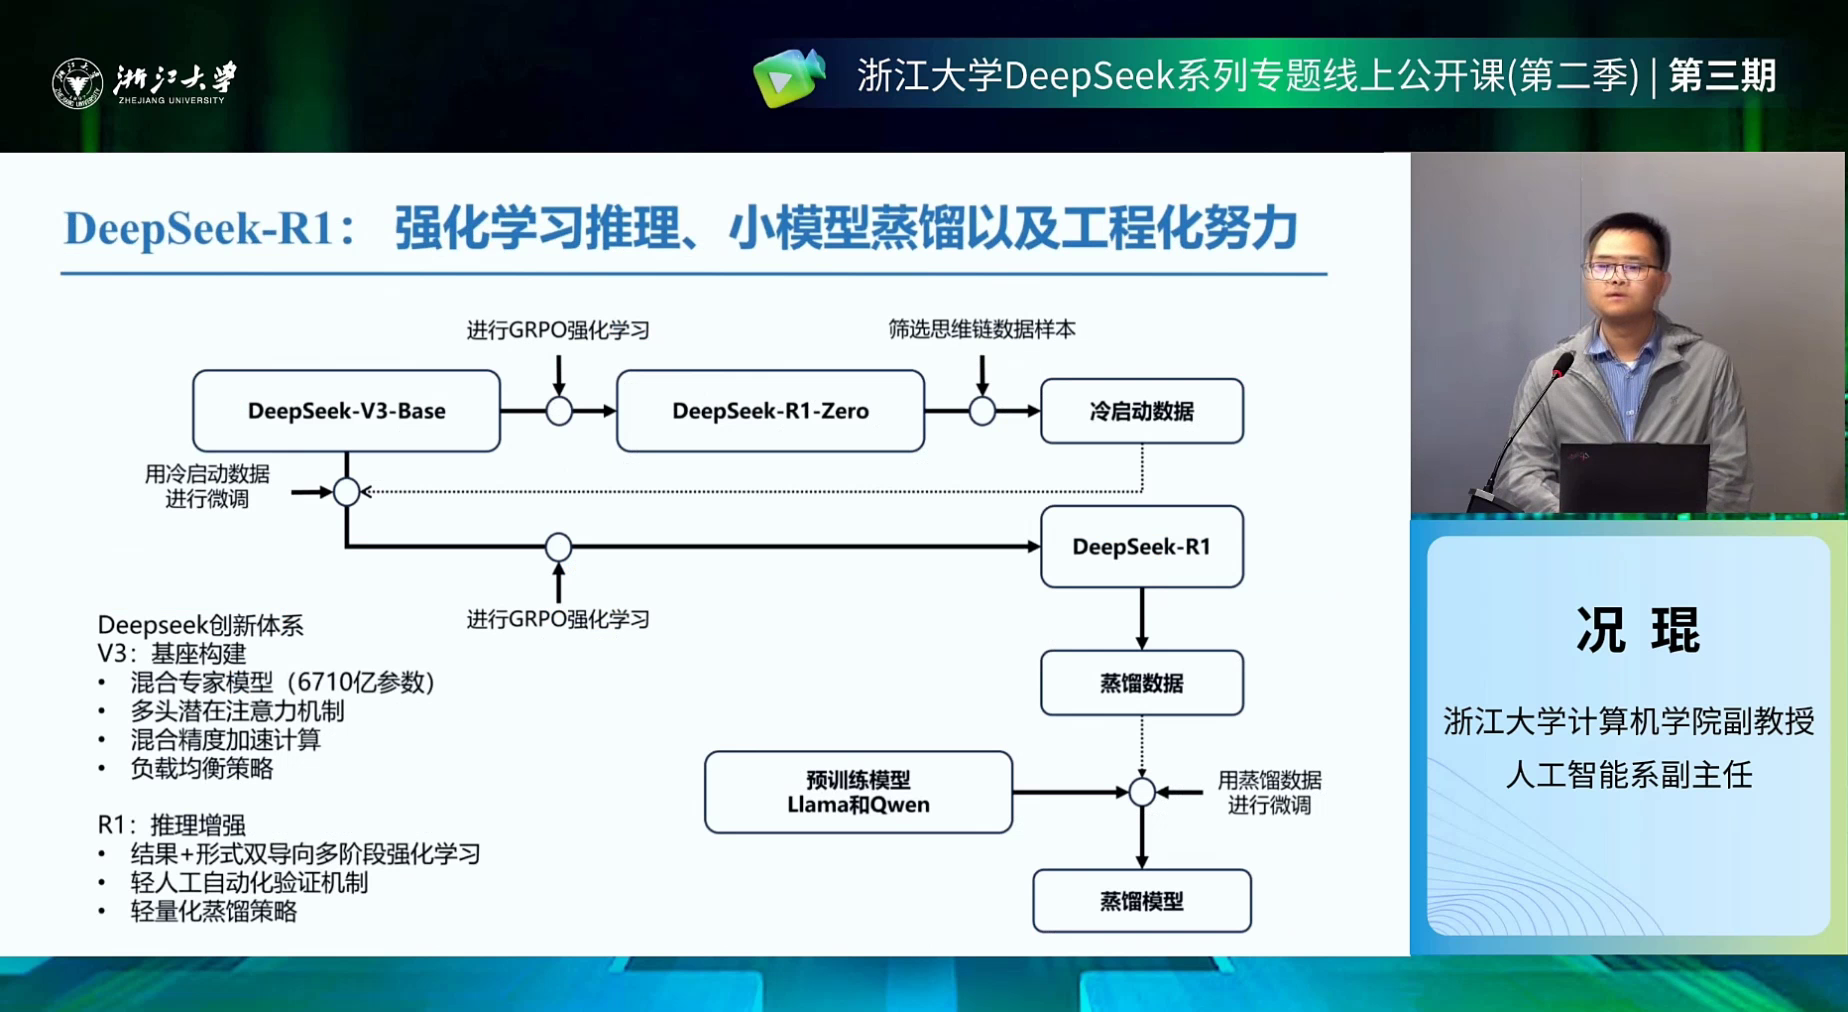 浙江大学
ZHEJIANG UNIVERSITY
浙江大学DeepSeek系列专题线上公开课(第二季) | 第三期
DeepSeek-R1： 强化学习推理、小模型蒸馏以及工程化努力
进行GRPO强化学习
筛选思维链数据样本
DeepSeek-V3-Base
DeepSeek-R1-Zero
冷启动数据
用冷启动数据
进行微调
DeepSeek-R1
进行GRPO强化学习
Deepseek创新体系
V3：基座构建
• 混合专家模型（6710亿参数）
• 多头潜在注意力机制
• 混合精度加速计算
• 负载均衡策略
R1：推理增强
• 结果+形式双导向多阶段强化学习
• 轻人工自动化验证机制
• 轻量化蒸馏策略
蒸馏数据
预训练模型
Llama和Qwen
用蒸馏数据
进行微调
蒸馏模型
况 琨
浙江大学计算机学院副教授
人工智能系副主任